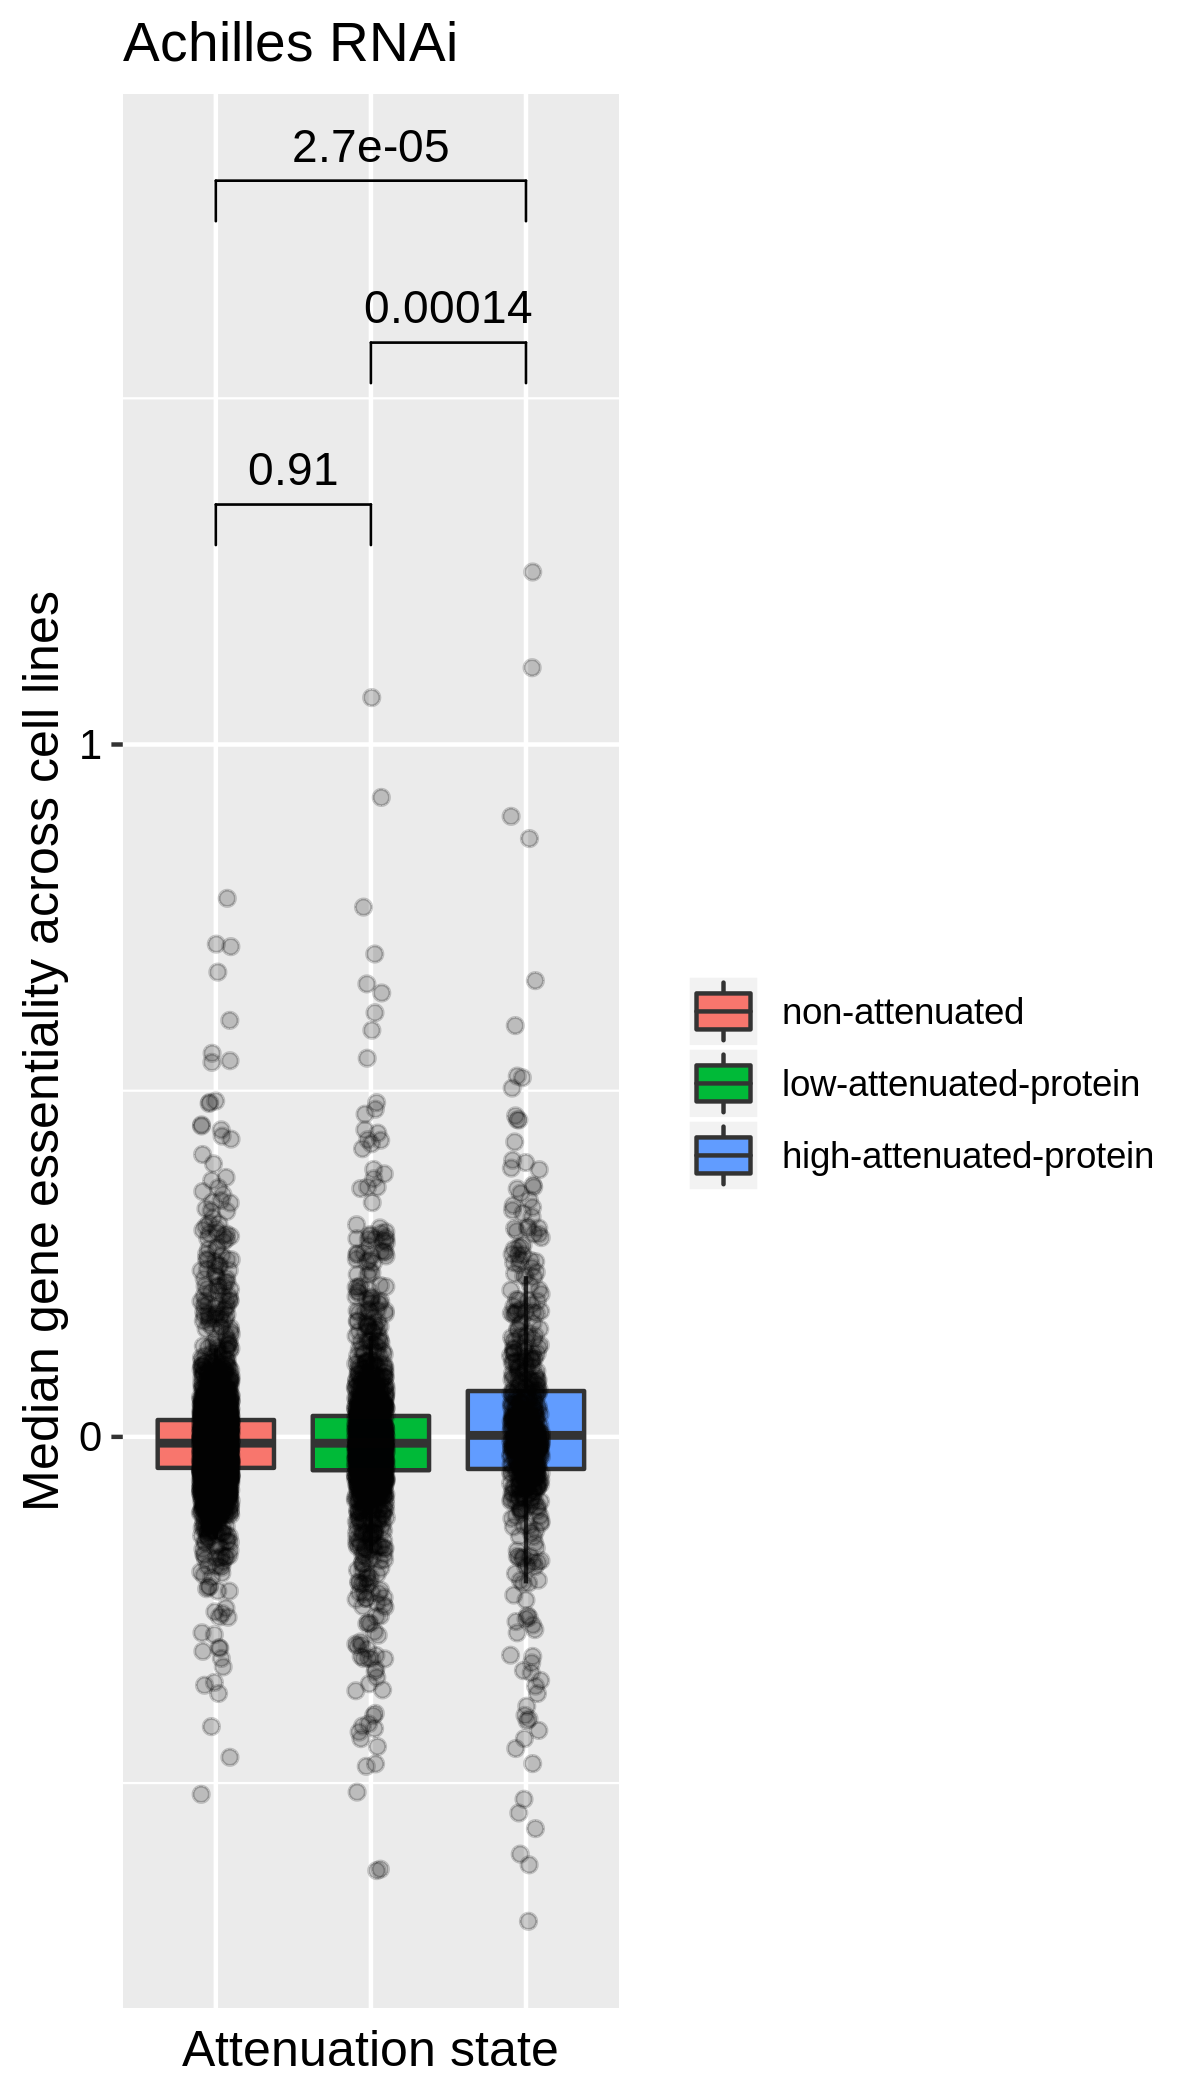 Achilles RNAi
2.7e-05
0.00014
0.91
Median gene essentiality across cell lines
1
0
non-attenuated
low-attenuated-protein
high-attenuated-protein
Attenuation state